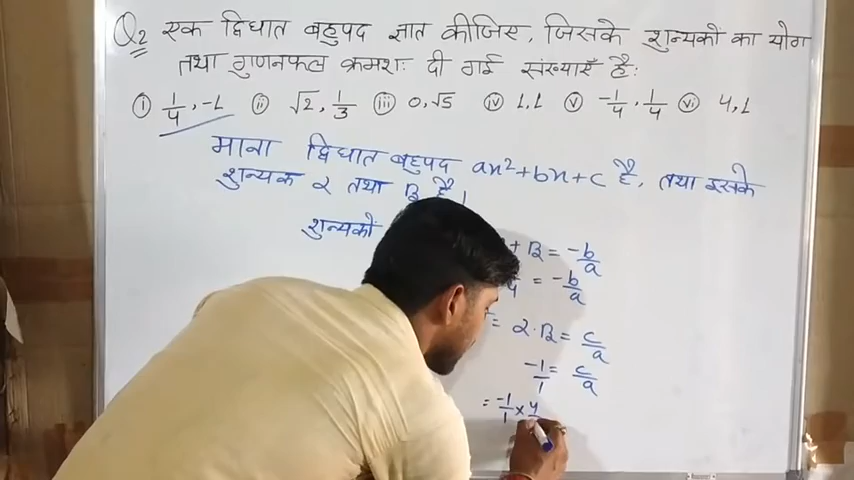 Q2 एक द्विघात बहुपद ज्ञात कीजिए, जिसके शुन्यकों का योग
तथा गुणनफल क्रमशः दी गई संख्याएँ है:
(i) 1/4, -1 (ii) √2, 1/3 (iii) 0, √5 (iv) 1,1 (v) -1/4, 1/4 (vi) 4,1
माना द्विघात बहुपद ax²+bx+c है, तथा इसके
शुन्यक α तथा β है।
शुन्यकों + β = -b/a
4 = -b/a
= α·β = c/a
-1/1 = c/a
= -1/1 × 4